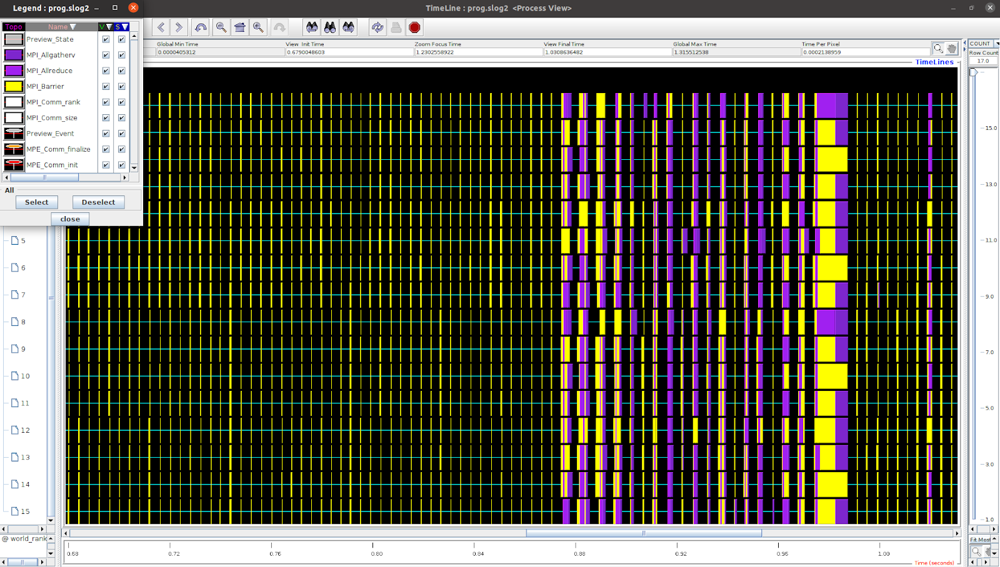 Legend : prog.slog2
TimeLine : prog.slog2 <Process View>
Topo Name V S
Preview_State
MPI_Allgatherv
MPI_Allreduce
MPI_Barrier
MPI_Comm_rank
MPI_Comm_size
Preview_Event
MPE_Comm_finalize
MPE_Comm_init
All
Select Deselect
close
Global Min Time View Init Time Zoom Focus Time View Final Time Global Max Time Time Per Pixel
0.0000405312 0.6790048603 1.2302558922 1.0308636482 1.315512538 0.0002138959
TimeLines
COUNT
Row Count
17.0
15.0
13.0
11.0
9.0
7.0
5.0
3.0
1.0
Fit Most
5
6
7
8
9
10
11
12
13
14
15
@ world_rank
0.68 0.72 0.76 0.80 0.84 0.88 0.92 0.96 1.00
Time (seconds)